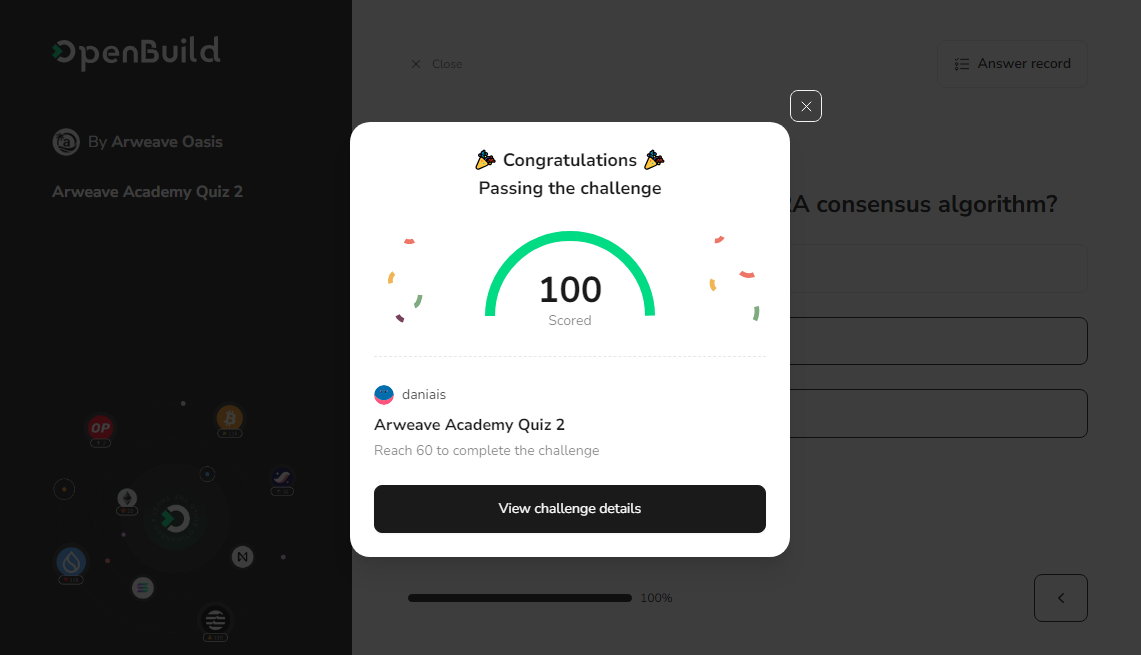 OpenBuild
By Arweave Oasis
Arweave Academy Quiz 2
Close
Answer record
A consensus algorithm?
Congratulations
Passing the challenge
100
Scored
daniais
Arweave Academy Quiz 2
Reach 60 to complete the challenge
View challenge details
100%
OP